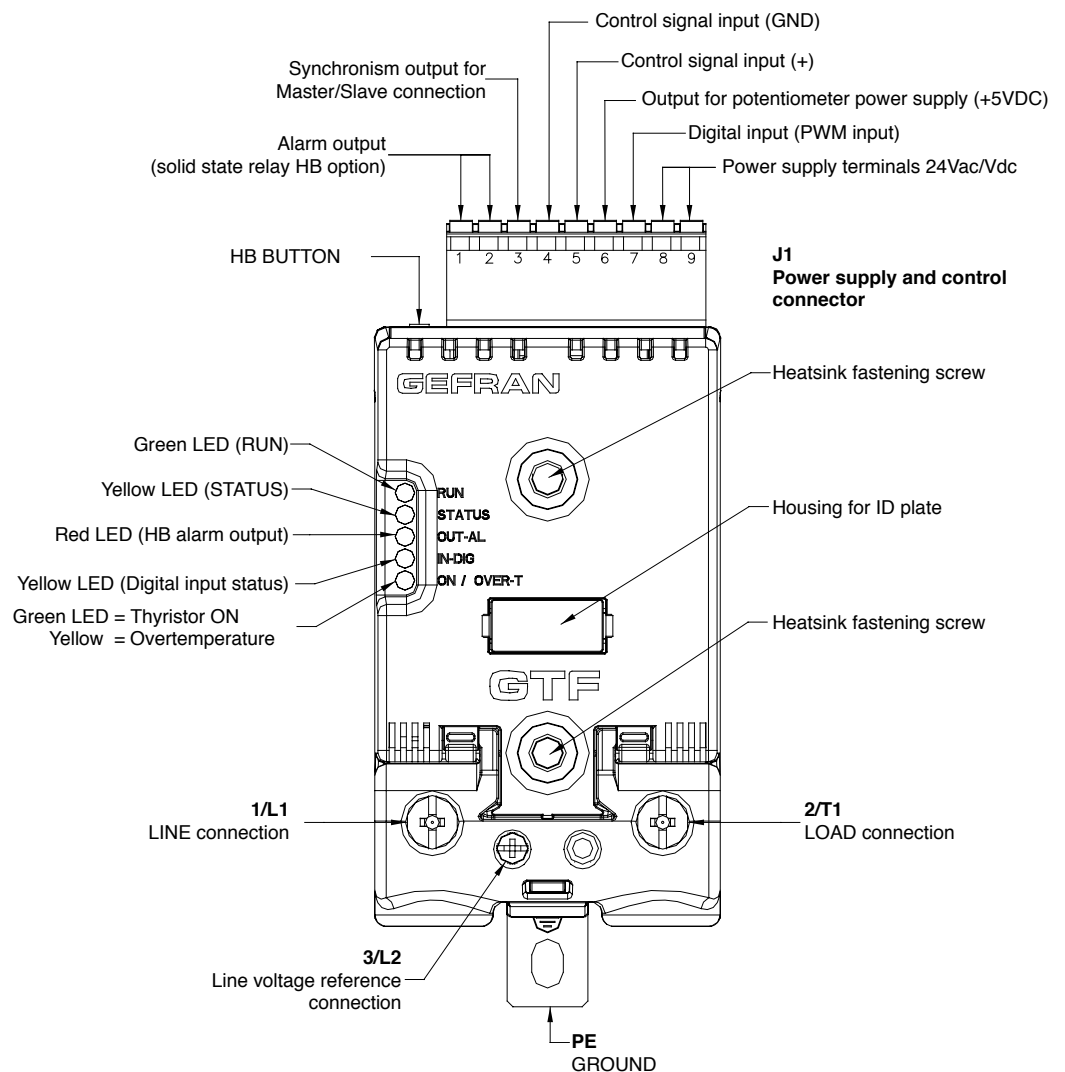 Control signal input (GND)
Control signal input (+)
Synchronism output for
Master/Slave connection
Output for potentiometer power supply (+5VDC)
Digital input (PWM input)
Alarm output
(solid state relay HB option)
Power supply terminals 24Vac/Vdc
HB BUTTON
1 2 3 4 5 6 7 8 9
J1
Power supply and control
connector
GEFRAN
Heatsink fastening screw
Green LED (RUN)
RUN
Yellow LED (STATUS)
STATUS
Housing for ID plate
Red LED (HB alarm output)
OUT-AL
IN-DIG
Yellow LED (Digital input status)
ON / OVER-T
Green LED = Thyristor ON
Yellow = Overtemperature
Heatsink fastening screw
GTF
1/L1
LINE connection
2/T1
LOAD connection
3/L2
Line voltage reference
connection
PE
GROUND